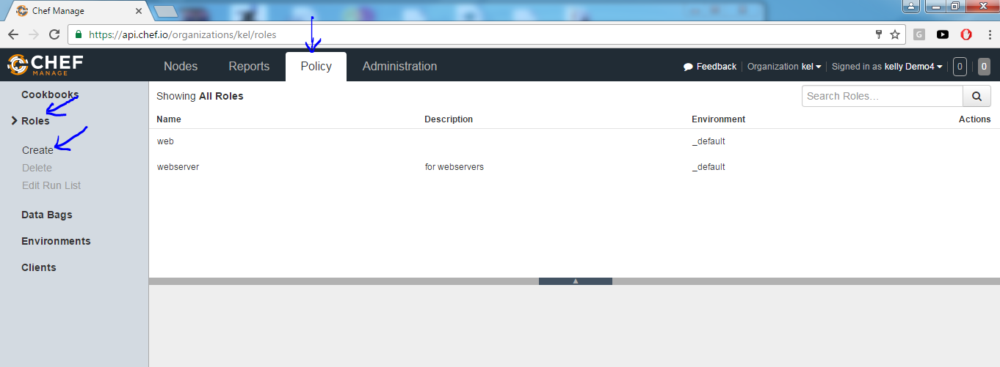 Chef Manage
https://api.chef.io/organizations/kel/roles
G
CHEF
MANAGE
Nodes Reports Policy Administration
Feedback Organization kel Signed in as kelly Demo4 0 0
Cookbooks
Roles
Create
Delete
Edit Run List
Data Bags
Environments
Clients
Showing All Roles
Search Roles...
Name Description Environment Actions
web _default
webserver for webservers _default